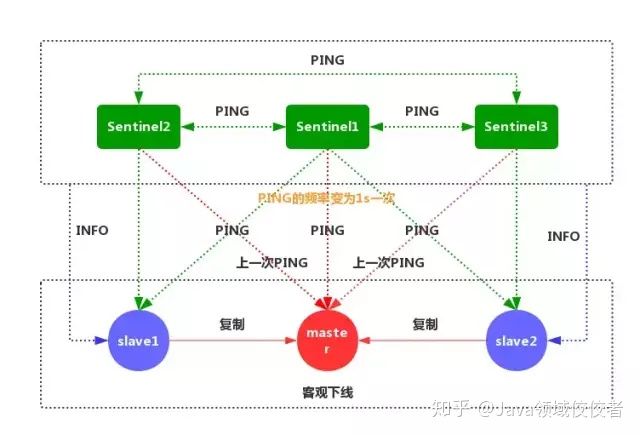 PING
PING
PING
Sentinel2
Sentinel1
Sentinel3
PING的频率变为1s一次
INFO
PING
PING
PING
INFO
上一次PING
上一次PING
slave1
复制
maste
r
复制
slave2
客观下线
知乎 @Java领域佼佼者